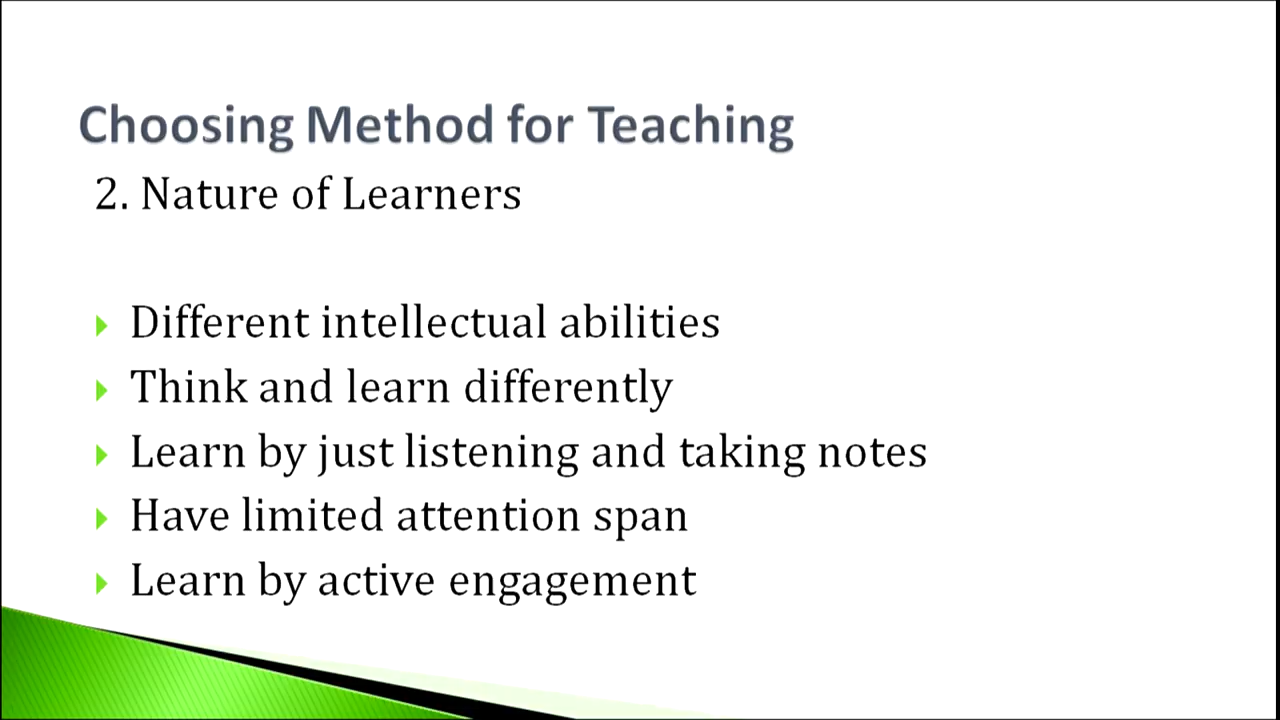 Choosing Method for Teaching
2. Nature of Learners
Different intellectual abilities
Think and learn differently
Learn by just listening and taking notes
Have limited attention span
Learn by active engagement